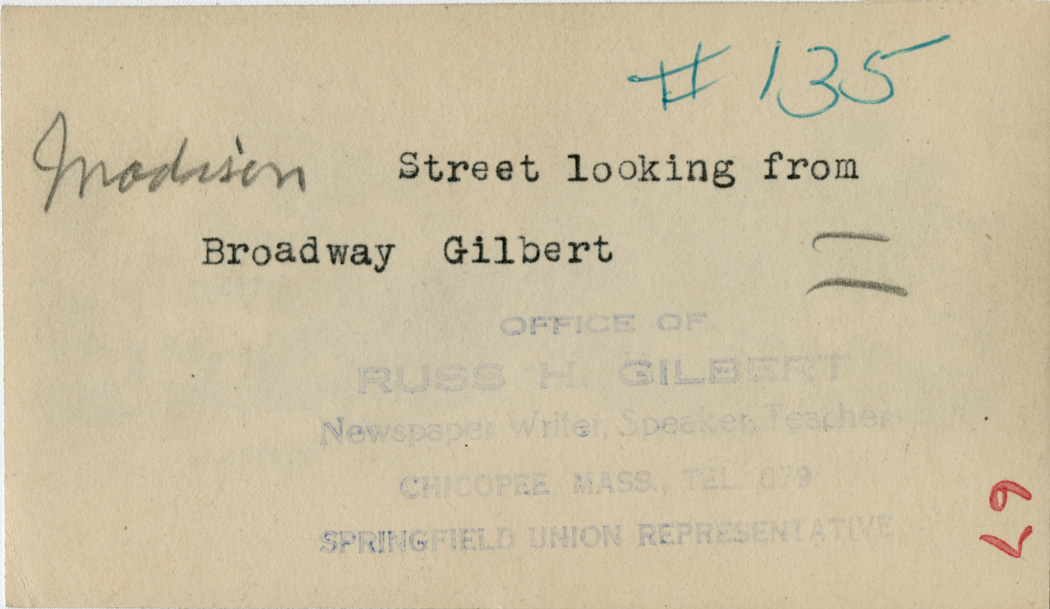 # 135
Madison Street looking from
Broadway Gilbert
OFFICE OF
RUSS H. GILBERT
Newspaper Writer, Speaker, Teacher
CHICOPEE MASS., TEL. 879
SPRINGFIELD UNION REPRESENTATIVE
67